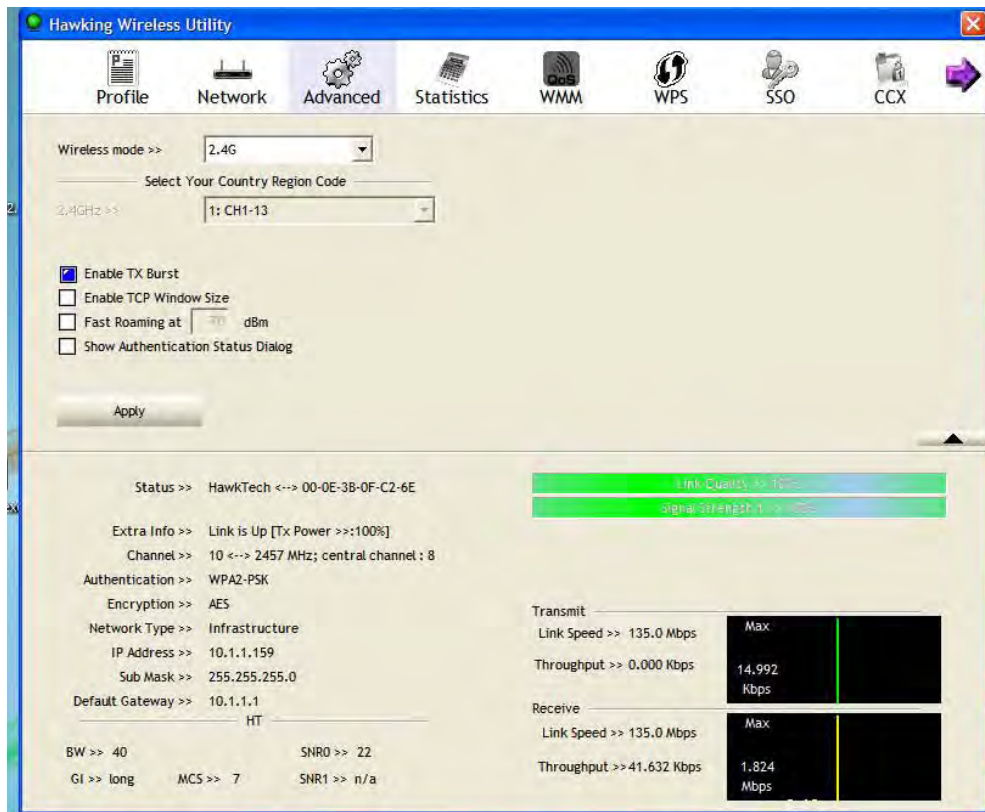 Hawking Wireless Utility
Profile Network Advanced Statistics QoS WMM WPS SSO CCX
Wireless mode >> 2.4G
Select Your Country Region Code
2.4GHz >> 1: CH1-13
Enable TX Burst
Enable TCP Window Size
Fast Roaming at dBm
Show Authentication Status Dialog
Apply
Status >> HawkTech <--> 00-0E-3B-0F-C2-6E
Extra Info >> Link is Up [Tx Power >>:100%]
Channel >> 10 <--> 2457 MHz; central channel : 8
Authentication >> WPA2-PSK
Encryption >> AES
Network Type >> Infrastructure
IP Address >> 10.1.1.159
Sub Mask >> 255.255.255.0
Default Gateway >> 10.1.1.1
HT
BW >> 40 SNR0 >> 22
GI >> long MCS >> 7 SNR1 >> n/a
Link Quality >>
Signal Strength 1 >>
Transmit
Link Speed >> 135.0 Mbps
Throughput >> 0.000 Kbps
Max
14.992
Kbps
Receive
Link Speed >> 135.0 Mbps
Throughput >>41.632 Kbps
Max
1.824
Mbps